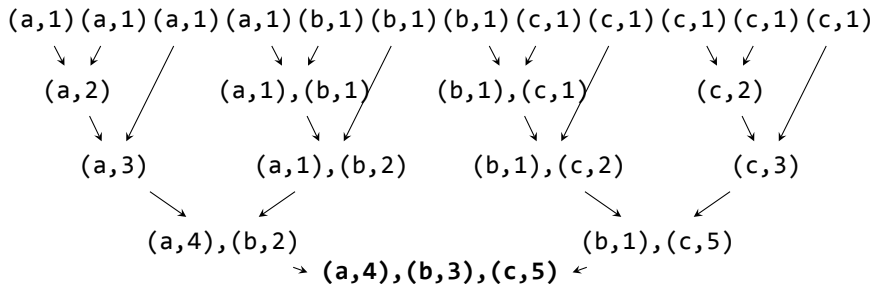 (a,1)(a,1)(a,1)(a,1)(b,1)(b,1)(b,1)(c,1)(c,1)(c,1)(c,1)(c,1)
(a,2) (a,1),(b,1) (b,1),(c,1) (c,2)
(a,3) (a,1),(b,2) (b,1),(c,2) (c,3)
(a,4),(b,2) (b,1),(c,5)
(a,4),(b,3),(c,5)